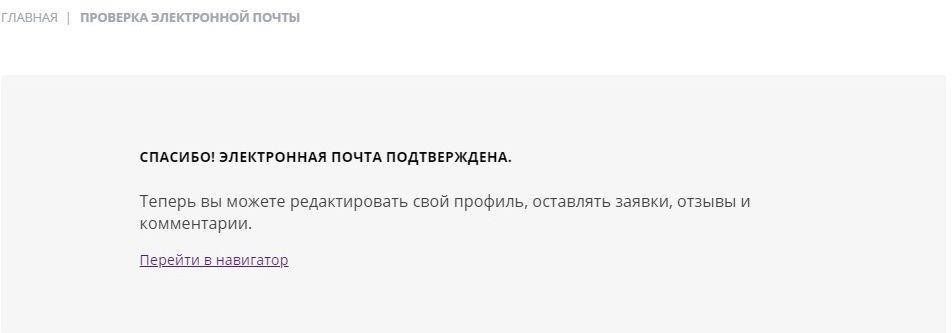 ГЛАВНАЯ | ПРОВЕРКА ЭЛЕКТРОННОЙ ПОЧТЫ
СПАСИБО! ЭЛЕКТРОННАЯ ПОЧТА ПОДТВЕРЖДЕНА.
Теперь вы можете редактировать свой профиль, оставлять заявки, отзывы и
комментарии.
Перейти в навигатор